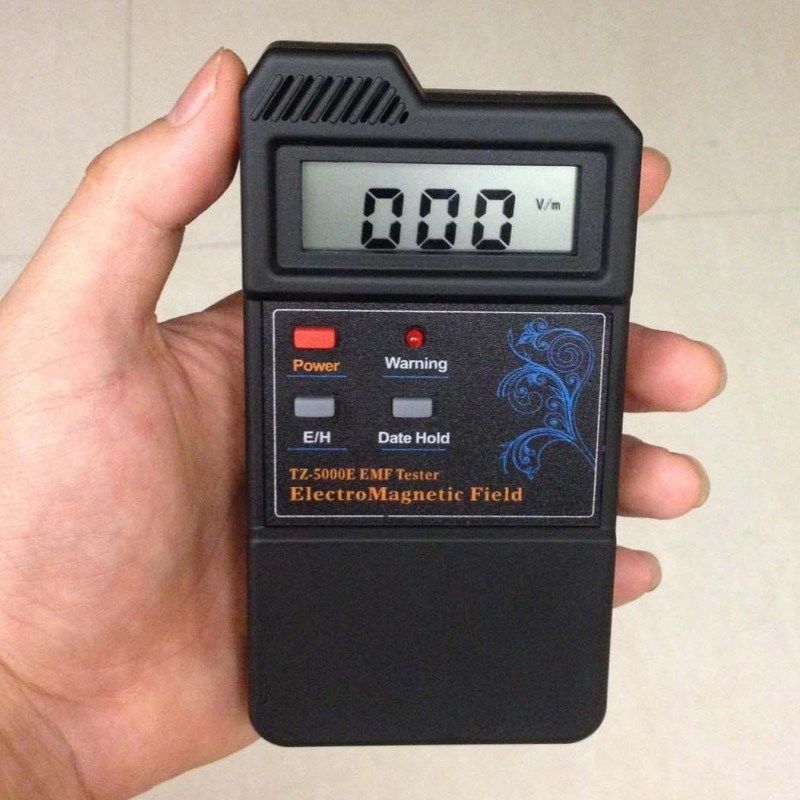 000 V/m
Power Warning
E/H Date Hold
TZ-5000E EMF Tester
ElectroMagnetic Field